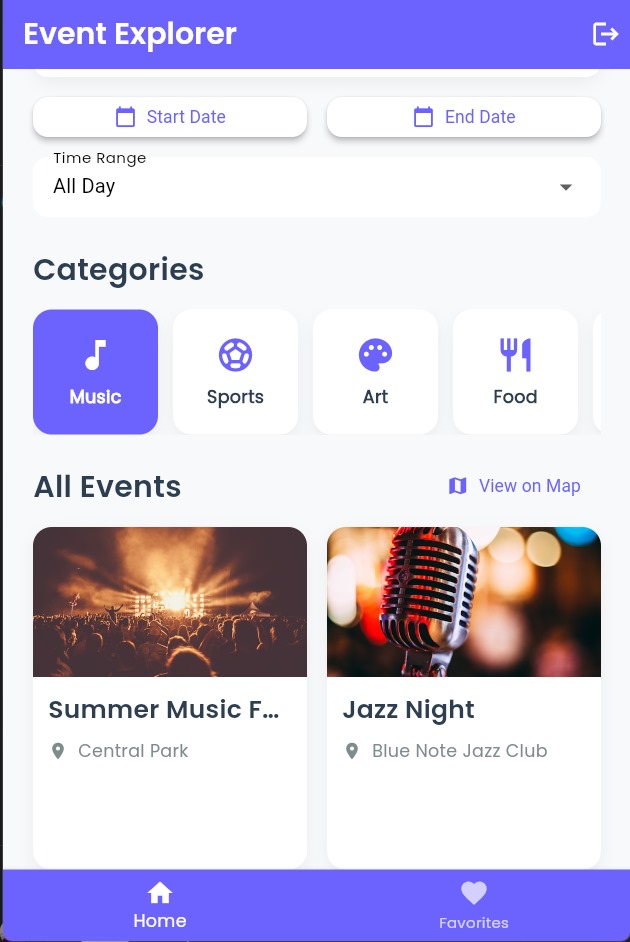 Event Explorer
Start Date
End Date
Time Range
All Day
Categories
Music
Sports
Art
Food
All Events
View on Map
Summer Music F...
Jazz Night
Central Park
Blue Note Jazz Club
Home
Favorites